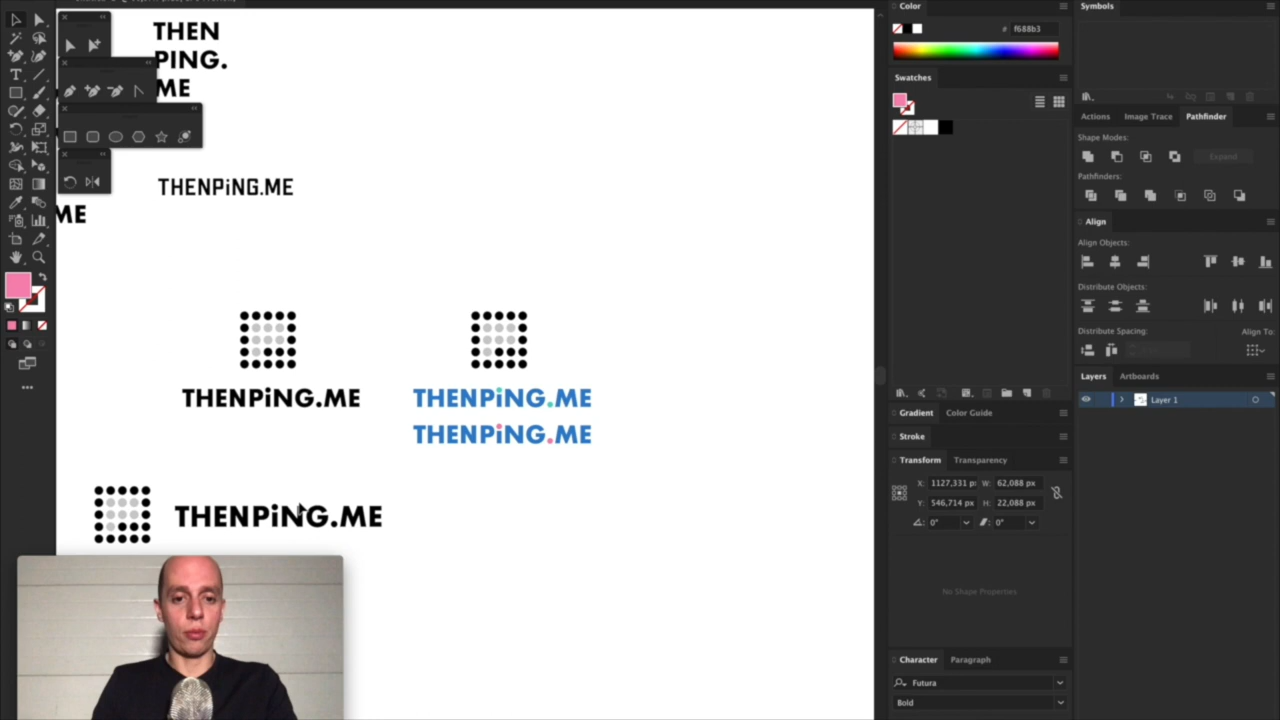 THEN
PING.
ME
THENPiNG.ME
ME
THENPiNG.ME
THENPiNG.ME
THENPiNG.ME
THENPiNG.ME
Color
# f688b3
Swatches
Gradient Color Guide
Stroke
Transform Transparency
X: 1127,331 p W: 62,088 px
Y: 546,714 px H: 22,088 px
0° 0°
No Shape Properties
Character Paragraph
Futura
Bold
Symbols
Actions Image Trace Pathfinder
Shape Modes:
Expand
Pathfinders:
Align
Align Objects:
Distribute Objects:
Distribute Spacing: Align To:
Layers Artboards
Layer 1